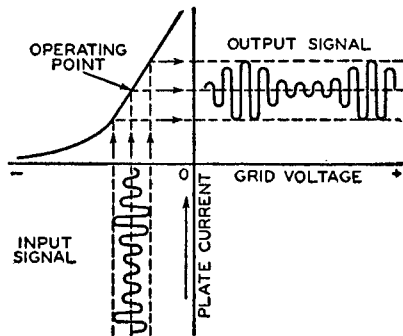 OPERATING
POINT
OUTPUT SIGNAL
-
0
GRID VOLTAGE
+
INPUT
SIGNAL
PLATE CURRENT